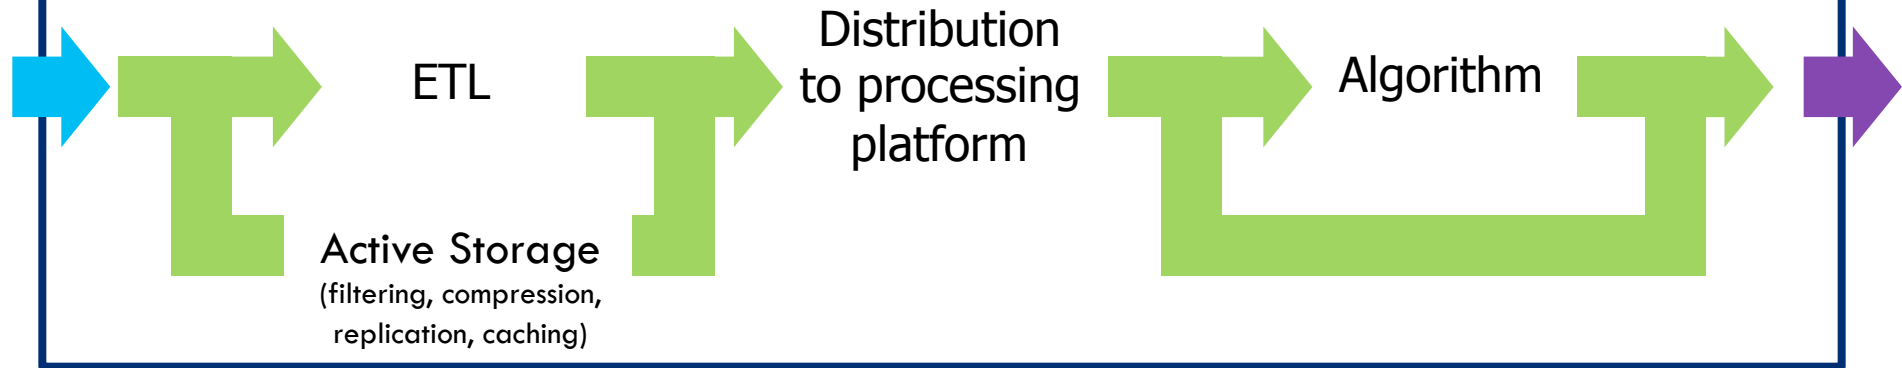 ETL
Active Storage
(filtering, compression,
replication, caching)
Distribution
to processing
platform
Algorithm